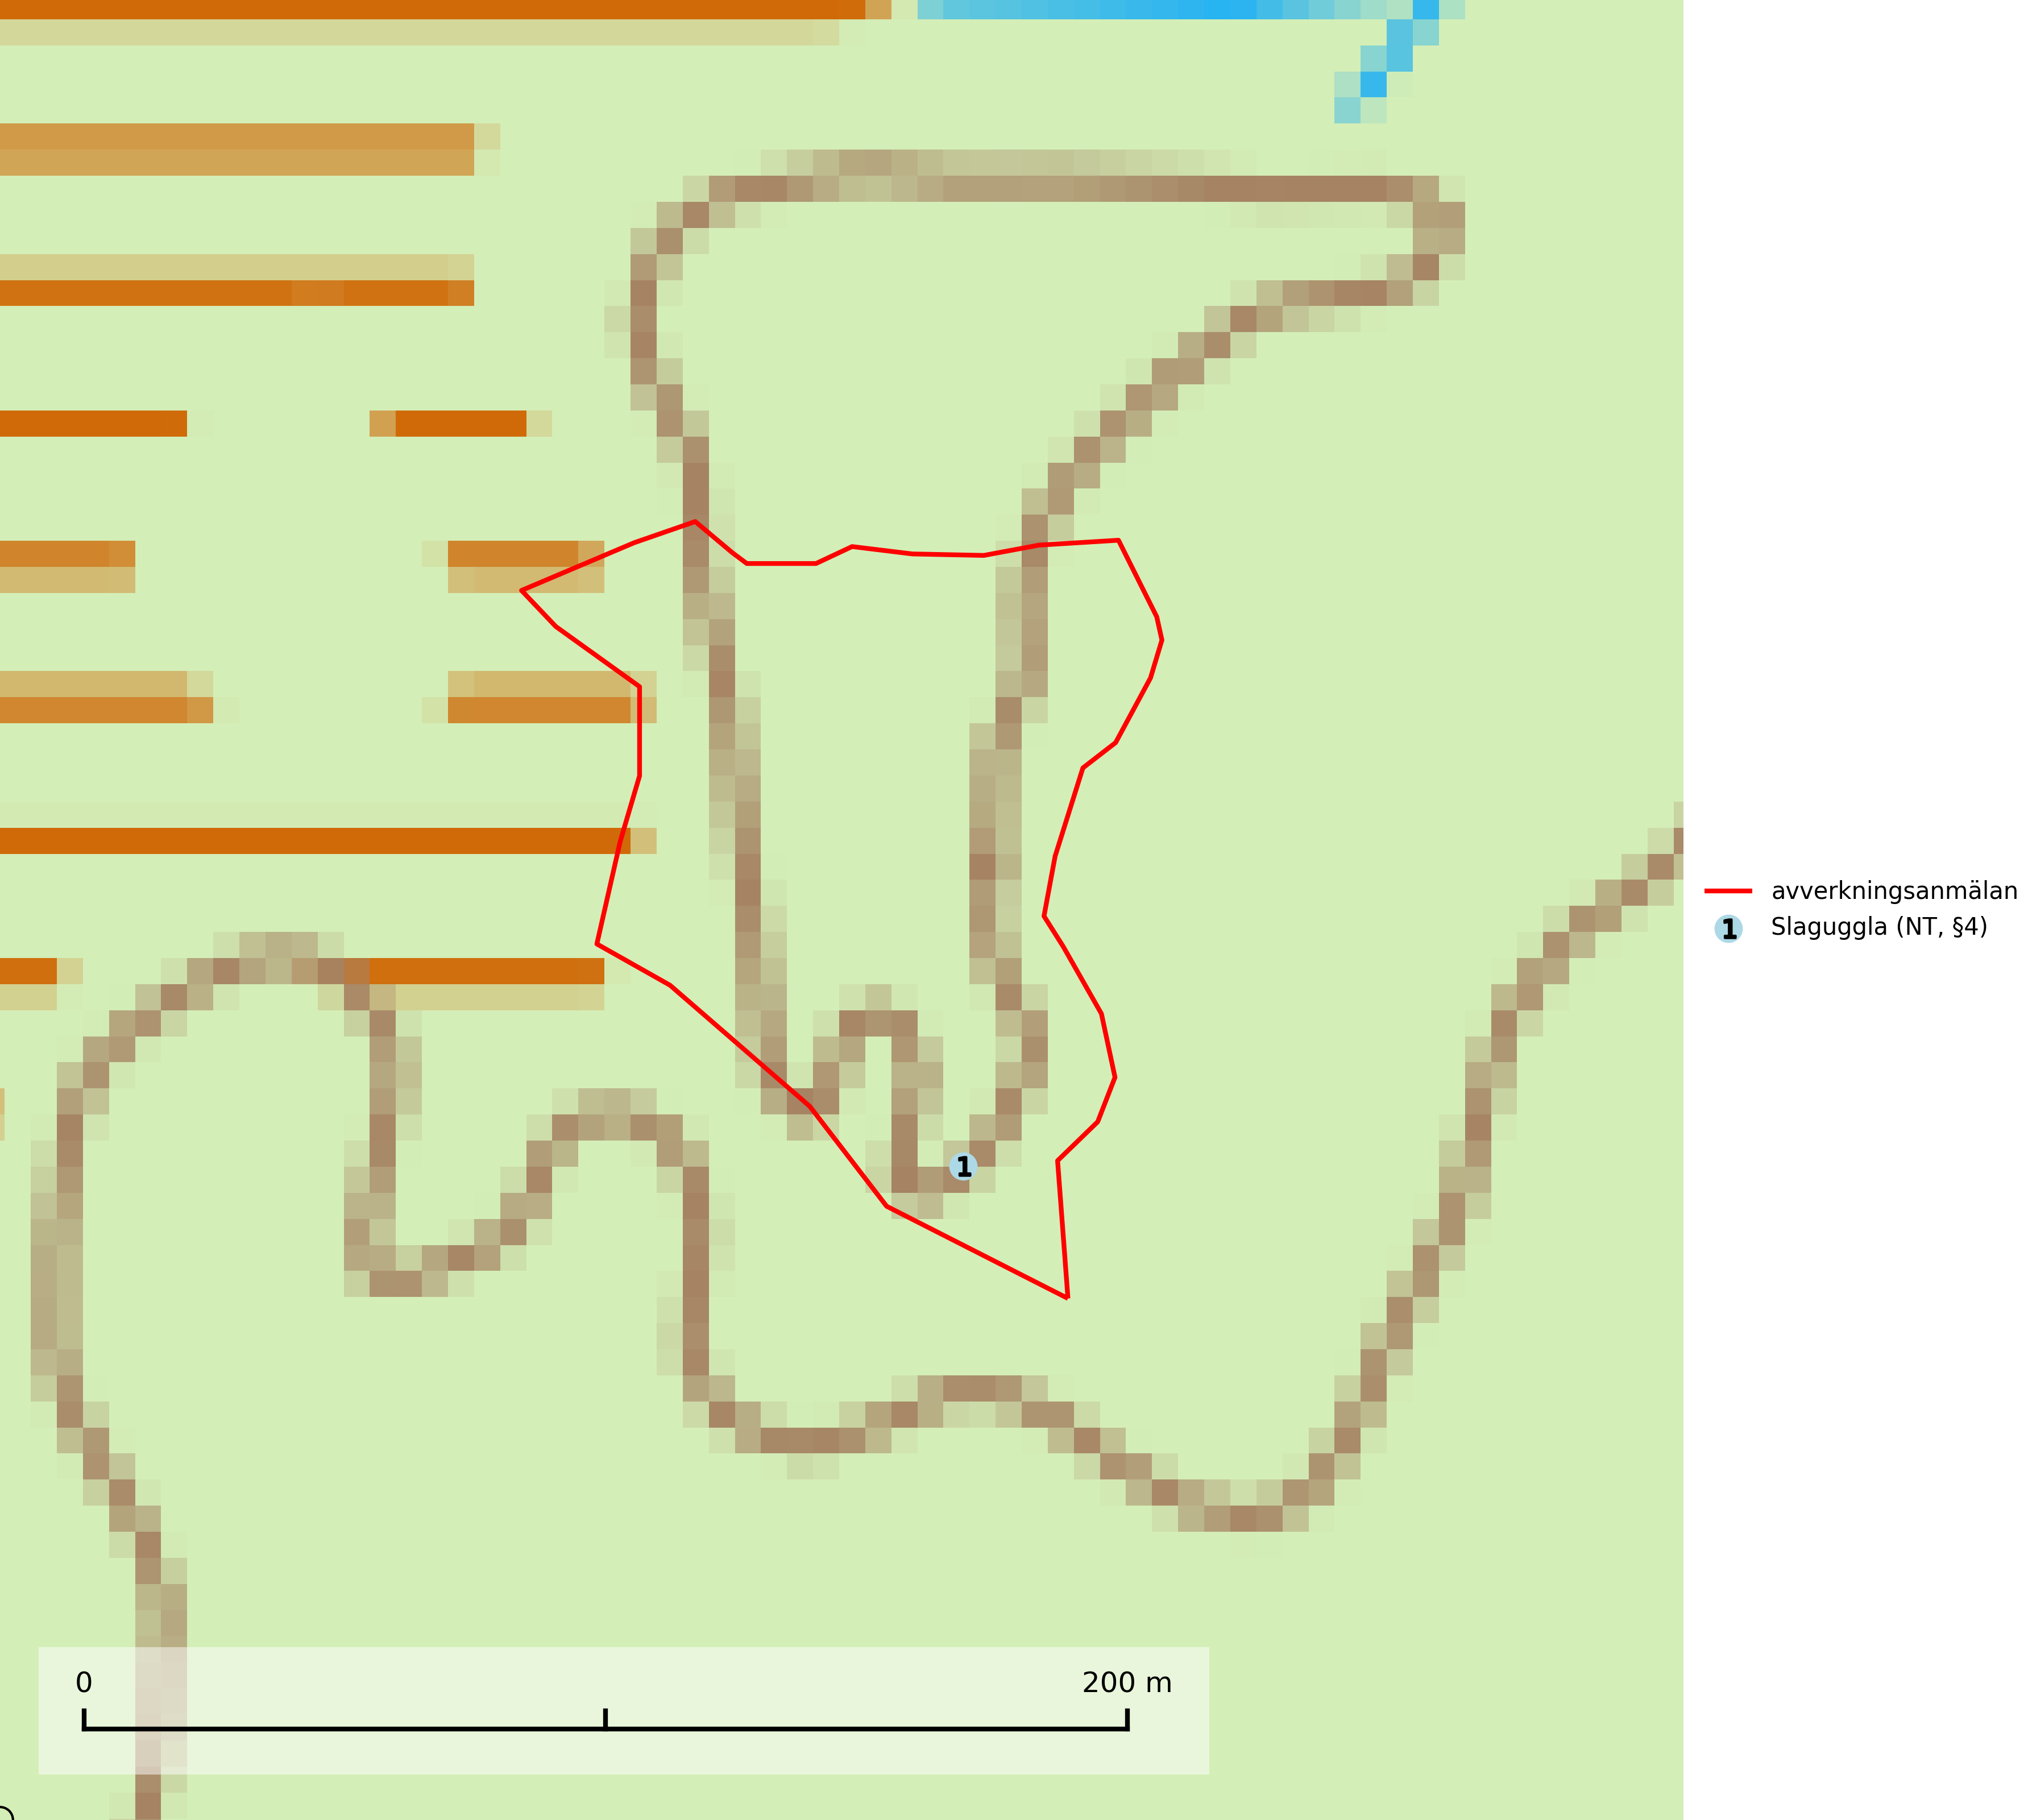 avverkningsanmälan
1 Slaguggla (NT, §4)
1
0 200 m